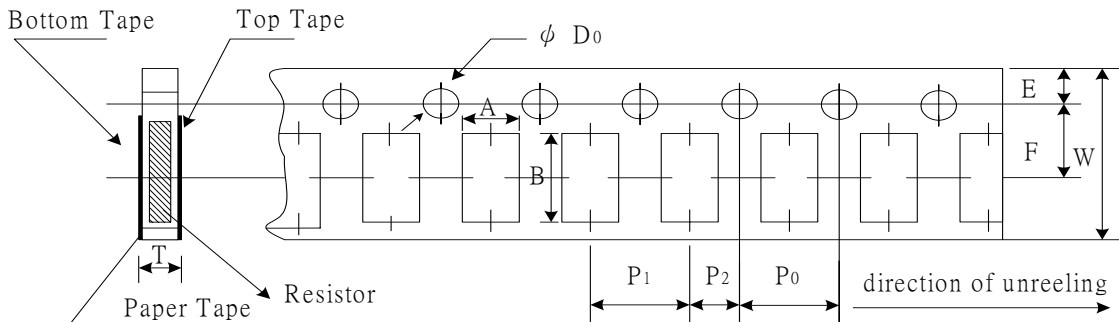 Bottom Tape
Top Tape
φ D0
E
A
F
W
B
T
P1
P2
P0
Resistor
direction of unreeling
Paper Tape